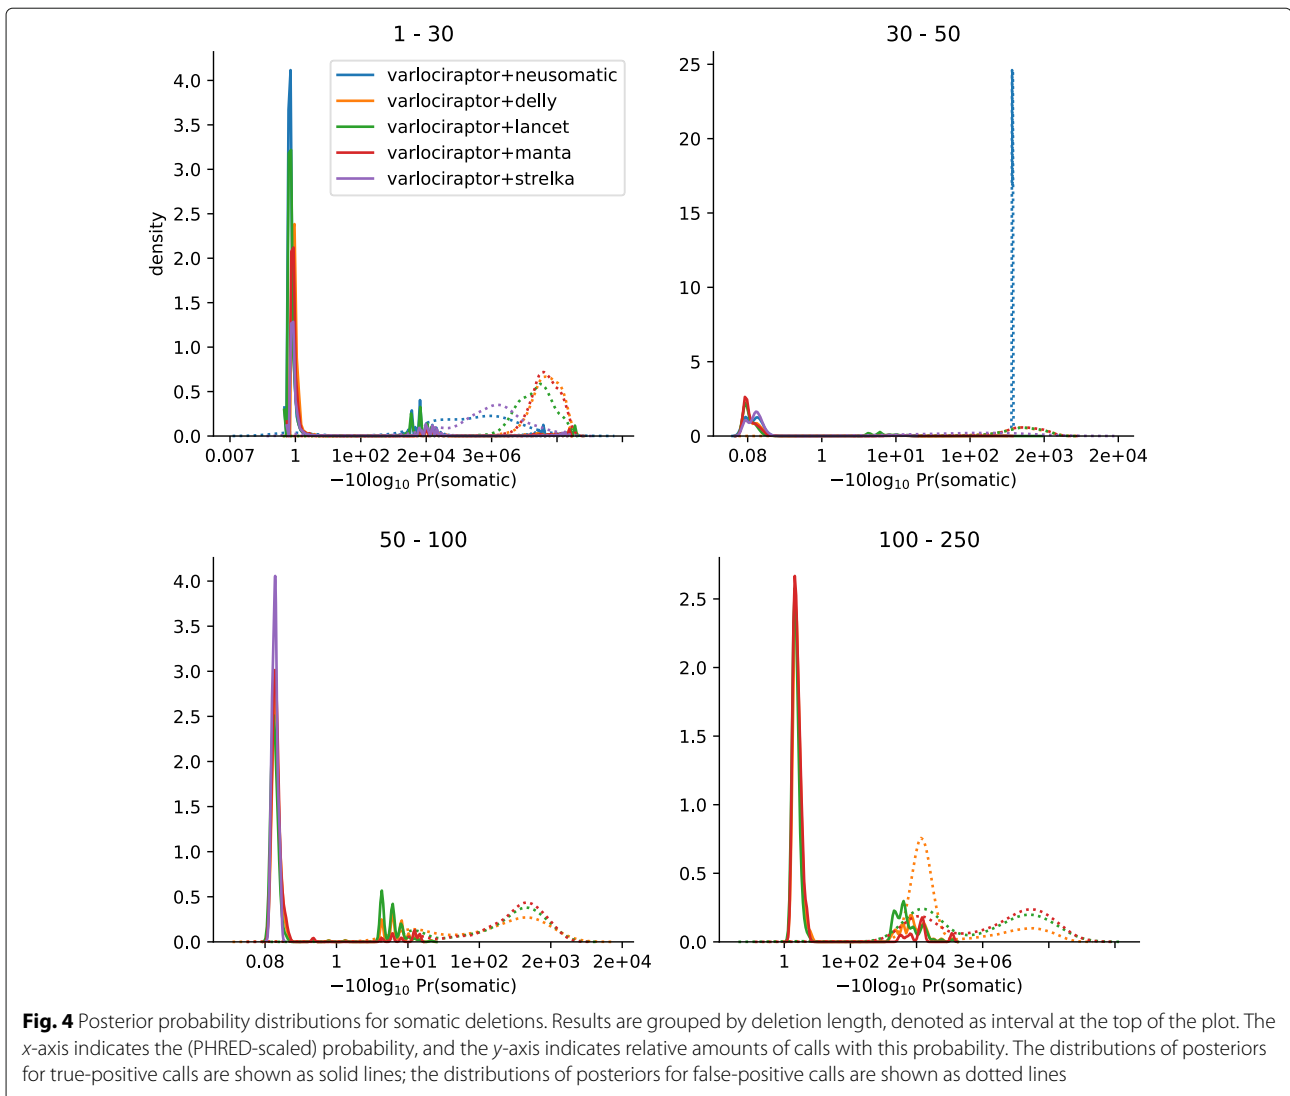 1 - 30
30 - 50
density
4.0
3.5
3.0
2.5
2.0
1.5
1.0
0.5
0.0
varlociraptor+neusomatic
varlociraptor+delly
varlociraptor+lancet
varlociraptor+manta
varlociraptor+strelka
0.007 1 1e+02 2e+04 3e+06
−10log₁₀ Pr(somatic)
25
20
15
10
5
0
0.08 1 1e+01 1e+02 2e+03 2e+04
−10log₁₀ Pr(somatic)
50 - 100
100 - 250
4.0
3.5
3.0
2.5
2.0
1.5
1.0
0.5
0.0
0.08 1 1e+01 1e+02 2e+03 2e+04
−10log₁₀ Pr(somatic)
2.5
2.0
1.5
1.0
0.5
0.0
1 1e+02 2e+04 3e+06
−10log₁₀ Pr(somatic)
Fig. 4 Posterior probability distributions for somatic deletions. Results are grouped by deletion length, denoted as interval at the top of the plot. The
x-axis indicates the (PHRED-scaled) probability, and the y-axis indicates relative amounts of calls with this probability. The distributions of posteriors
for true-positive calls are shown as solid lines; the distributions of posteriors for false-positive calls are shown as dotted lines